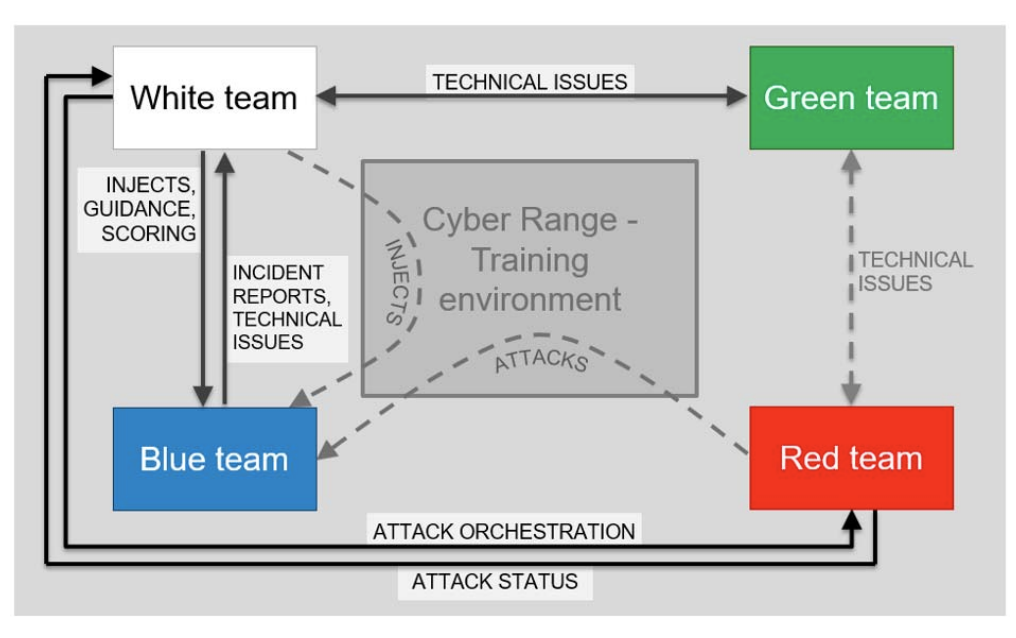 White team
TECHNICAL ISSUES
Green team
INJECTS,
GUIDANCE,
SCORING
INCIDENT
REPORTS,
TECHNICAL
ISSUES
Cyber Range -
Training
environment
INJECTS
ATTACKS
TECHNICAL
ISSUES
Blue team
Red team
ATTACK ORCHESTRATION
ATTACK STATUS